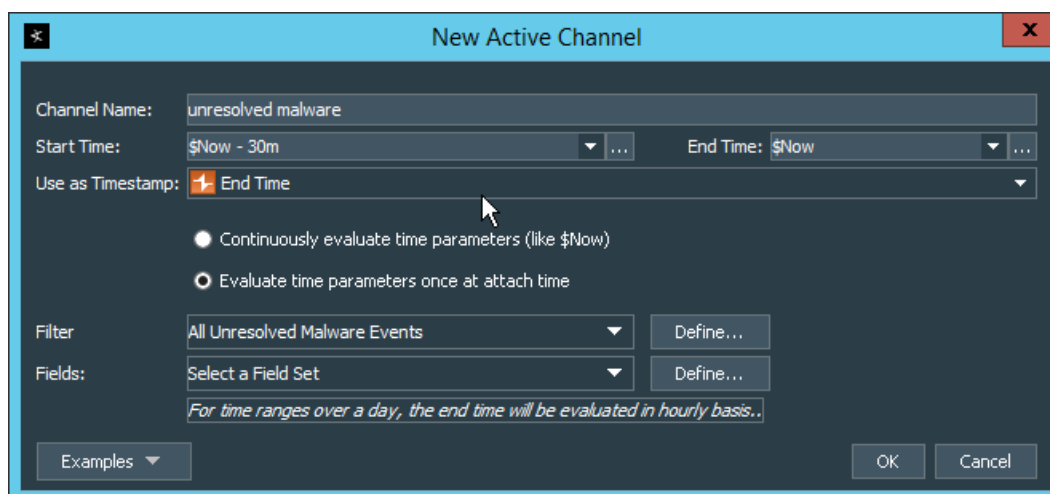 New Active Channel
x
Channel Name: unresolved malware
Start Time: $Now - 30m ... End Time: $Now ...
Use as Timestamp: End Time
Continuously evaluate time parameters (like $Now)
Evaluate time parameters once at attach time
Filter All Unresolved Malware Events Define...
Fields: Select a Field Set Define...
For time ranges over a day, the end time will be evaluated in hourly basis..
Examples OK Cancel